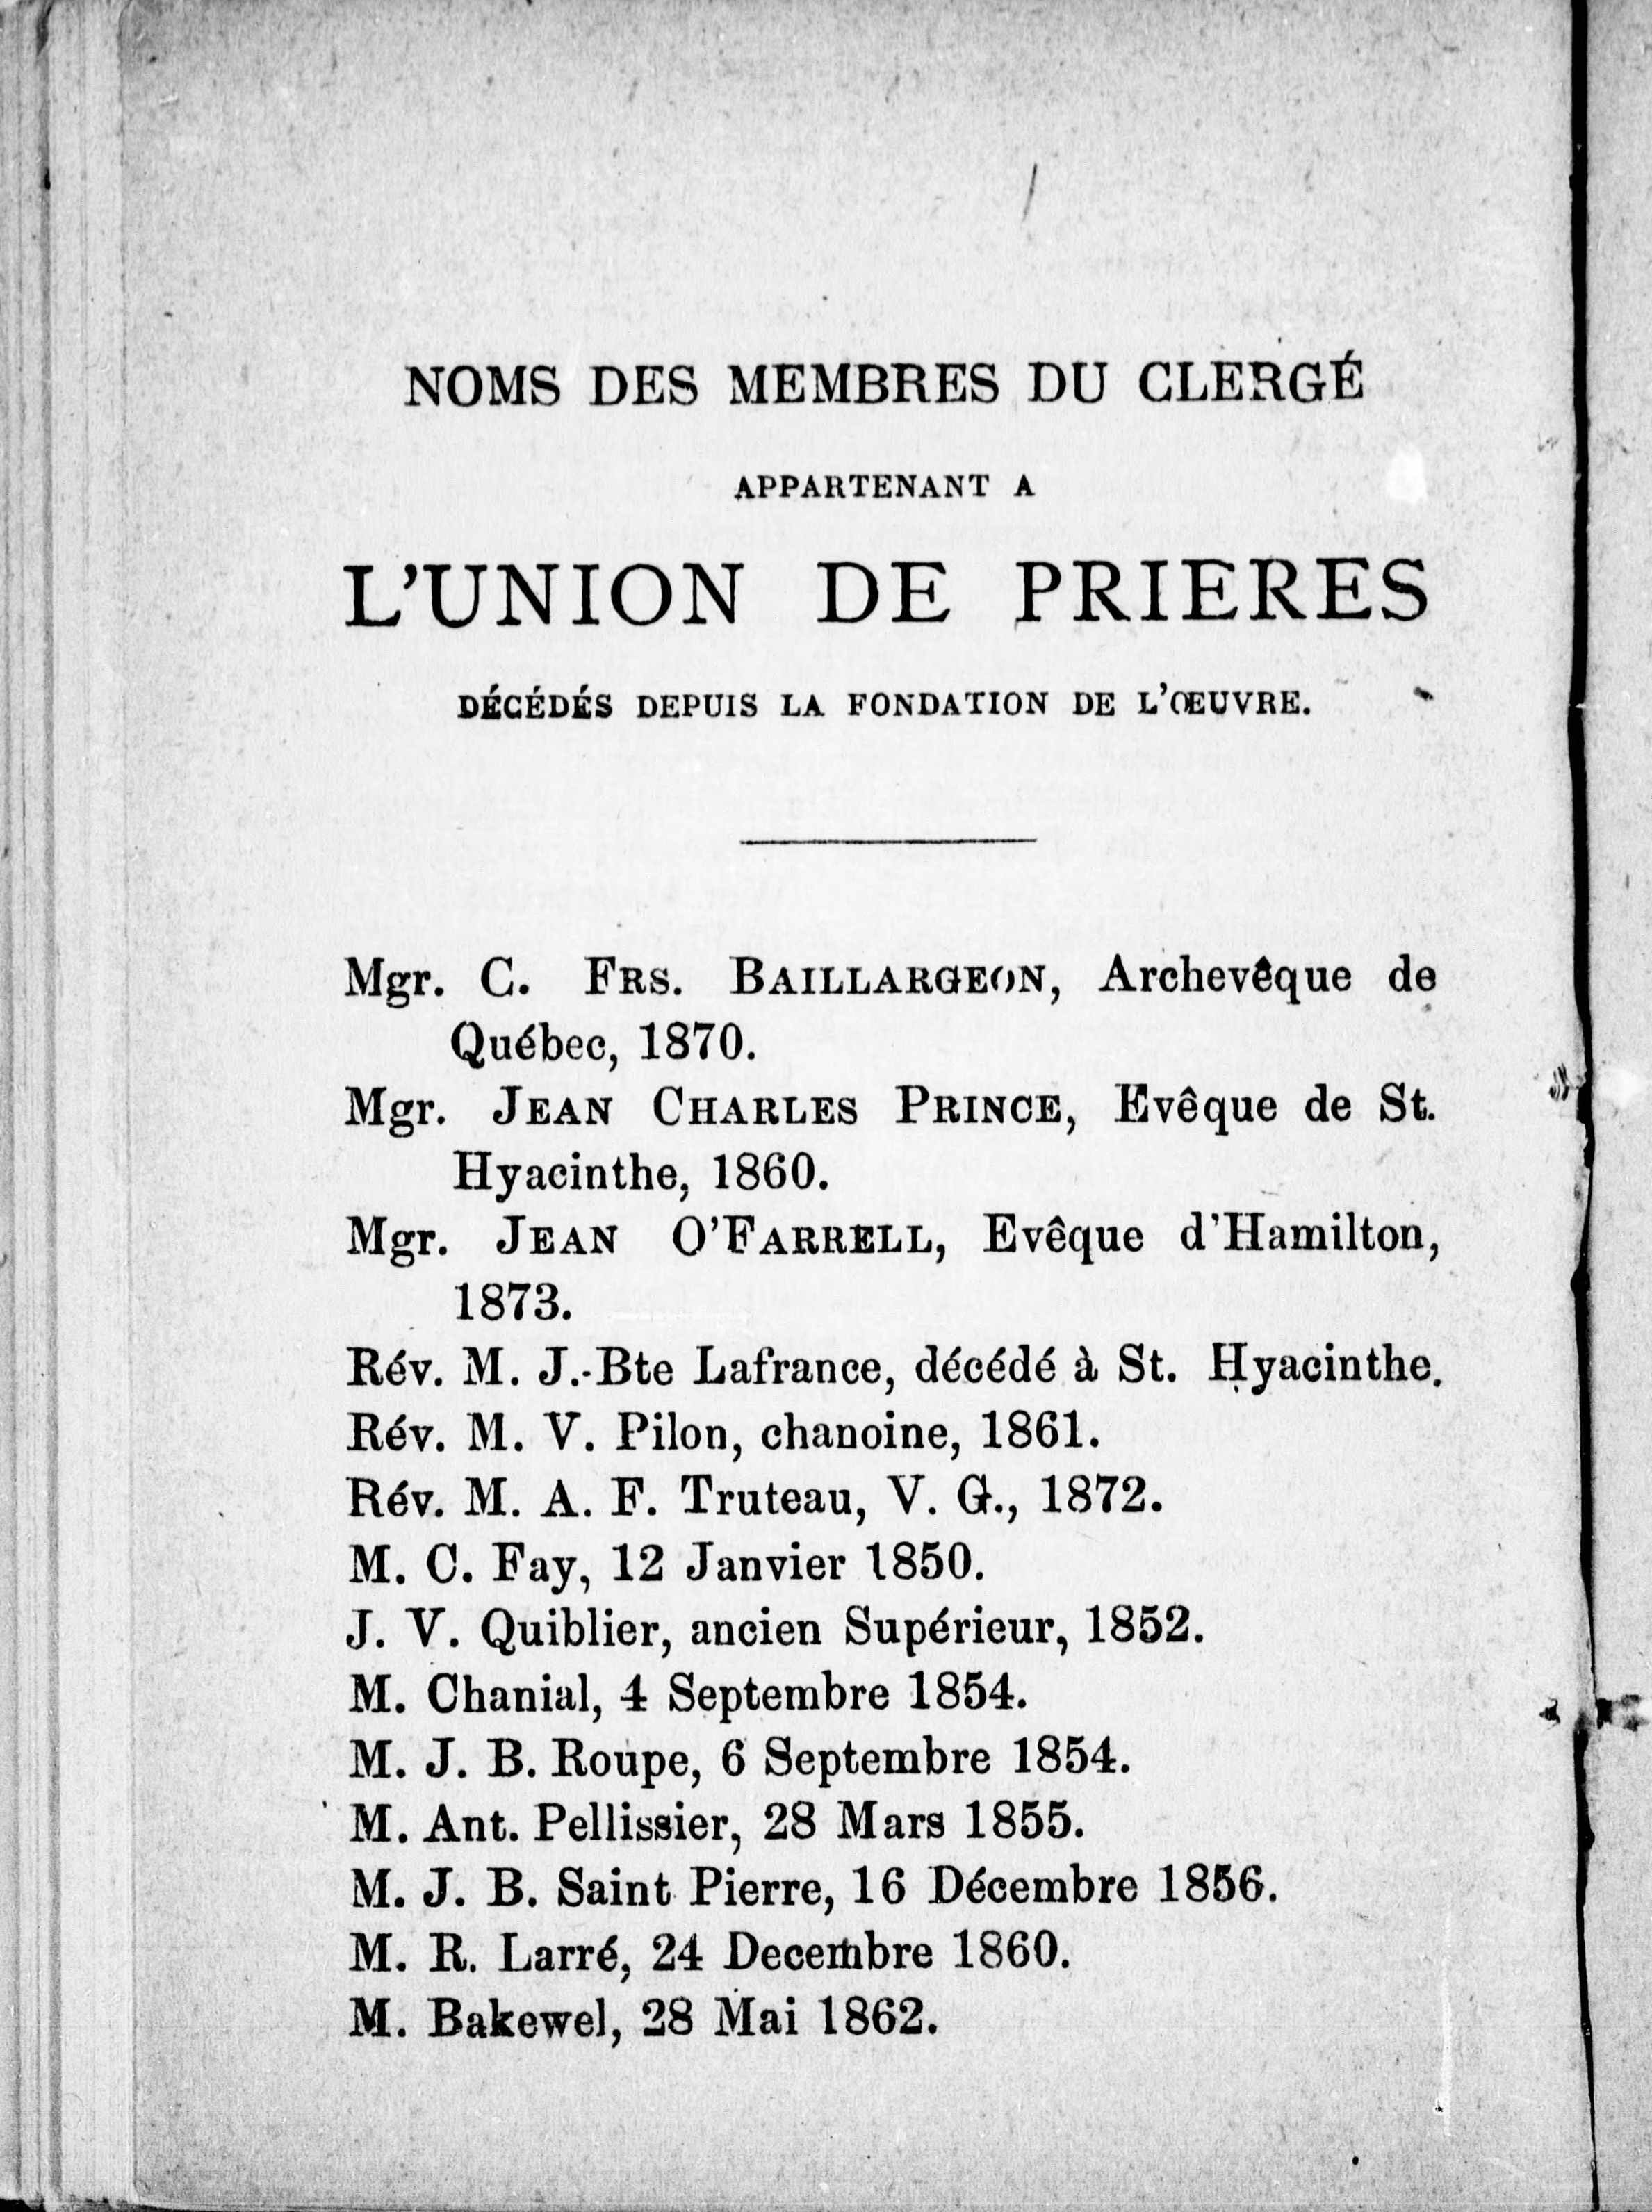 NOMS DES MEMBRES DU CLERGÉ
APPARTENANT A
L'UNION DE PRIERES
DÉCÉDÉS DEPUIS LA FONDATION DE L'ŒUVRE.
Mgr. C. FRS. BAILLARGEON, Archevêque de
Québec, 1870.
Mgr. JEAN CHARLES PRINCE, Evêque de St.
Hyacinthe, 1860.
Mgr. JEAN O'FARRELL, Evêque d'Hamilton,
1873.
Rév. M. J.-Bte Lafrance, décédé à St. Hyacinthe.
Rév. M. V. Pilon, chanoine, 1861.
Rév. M. A. F. Truteau, V. G., 1872.
M. C. Fay, 12 Janvier 1850.
J. V. Quiblier, ancien Supérieur, 1852.
M. Chanial, 4 Septembre 1854.
M. J. B. Roupe, 6 Septembre 1854.
M. Ant. Pellissier, 28 Mars 1855.
M. J. B. Saint Pierre, 16 Décembre 1856.
M. R. Larré, 24 Decembre 1860.
M. Bakewel, 28 Mai 1862.